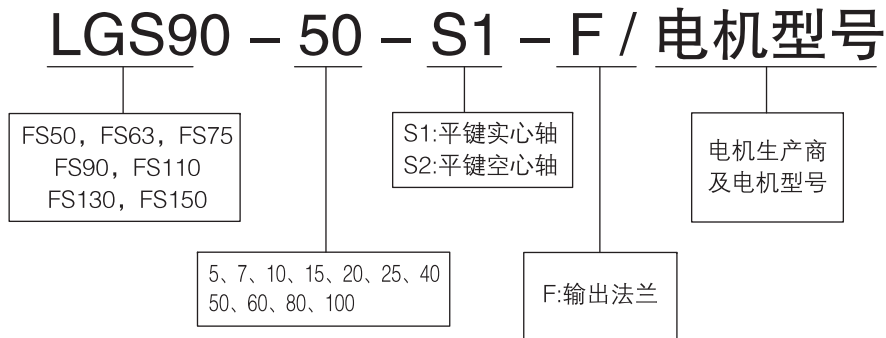 LGS90 – 50 – S1 – F / 电机型号
FS50，FS63，FS75
FS90，FS110
FS130，FS150
S1:平键实心轴
S2:平键空心轴
电机生产商
及电机型号
5、7、10、15、20、25、40
50、60、80、100
F:输出法兰